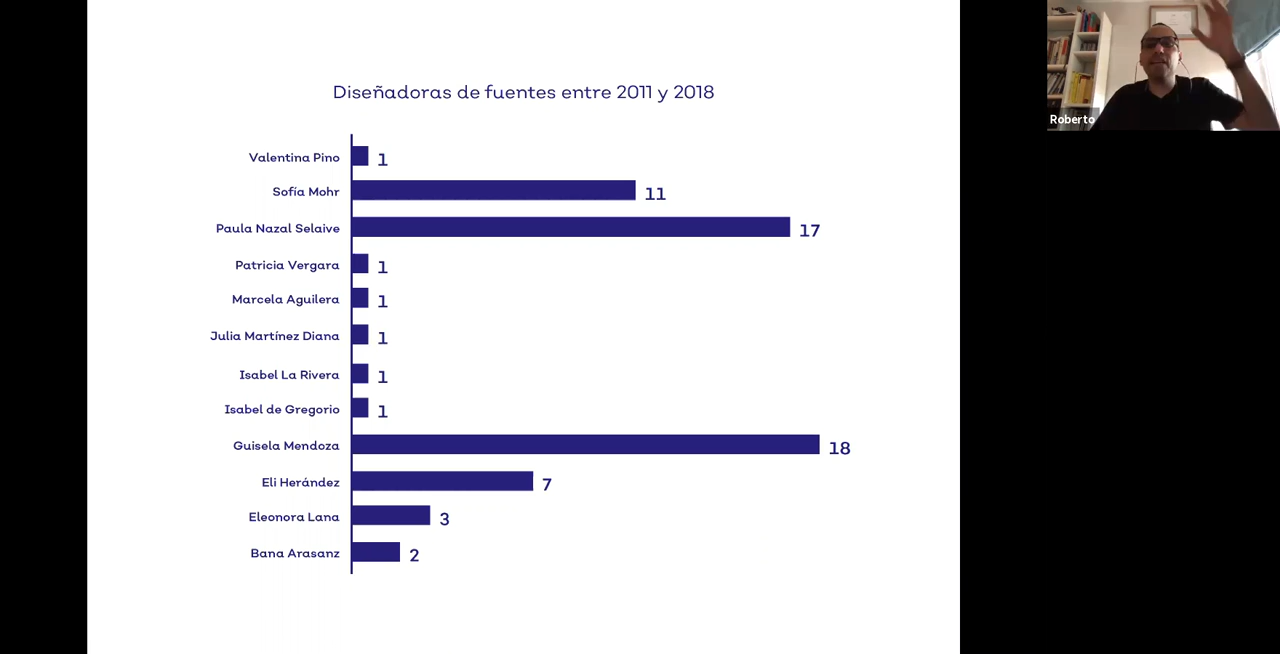 Diseñadoras de fuentes entre 2011 y 2018
Valentina Pino 1
Sofía Mohr 11
Paula Nazal Selaive 17
Patricia Vergara 1
Marcela Aguilera 1
Julia Martínez Diana 1
Isabel La Rivera 1
Isabel de Gregorio 1
Guisela Mendoza 18
Eli Herández 7
Eleonora Lana 3
Bana Arasanz 2
Roberto